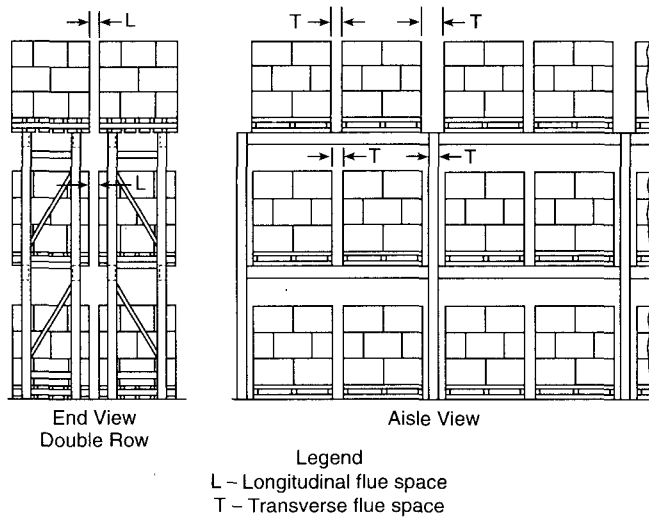 L
T
T
L
T
T
End View
Double Row
Aisle View
Legend
L – Longitudinal flue space
T – Transverse flue space